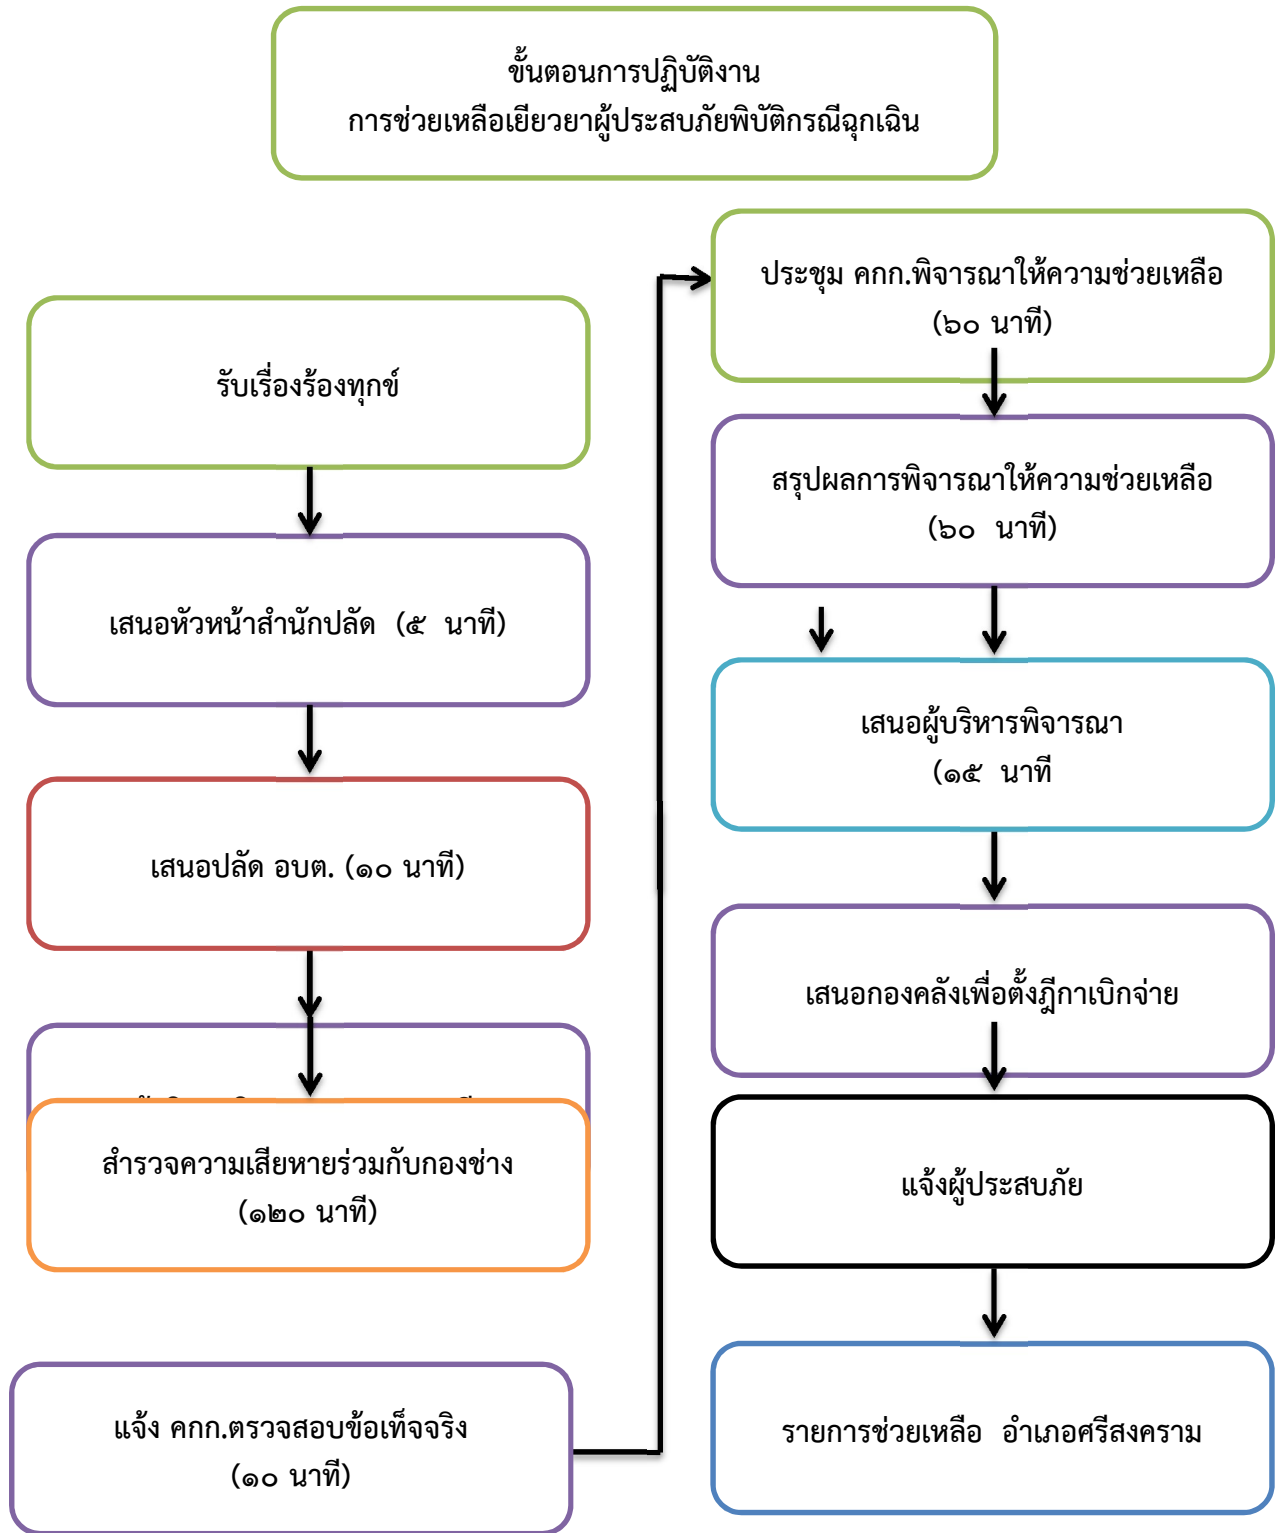 ขั้นตอนการปฏิบัติงาน
การช่วยเหลือเยียวยาผู้ประสบภัยพิบัติกรณีฉุกเฉิน
รับเรื่องร้องทุกข์
เสนอหัวหน้าสำนักปลัด (๕ นาที)
เสนอปลัด อบต. (๑๐ นาที)
สำรวจความเสียหายร่วมกับกองช่าง
(๑๒๐ นาที)
แจ้ง คกก.ตรวจสอบข้อเท็จจริง
(๑๐ นาที)
ประชุม คกก.พิจารณาให้ความช่วยเหลือ
(๖๐ นาที)
สรุปผลการพิจารณาให้ความช่วยเหลือ
(๖๐ นาที)
เสนอผู้บริหารพิจารณา
(๑๕ นาที
เสนอกองคลังเพื่อตั้งฎีกาเบิกจ่าย
แจ้งผู้ประสบภัย
รายการช่วยเหลือ อำเภอศรีสงคราม